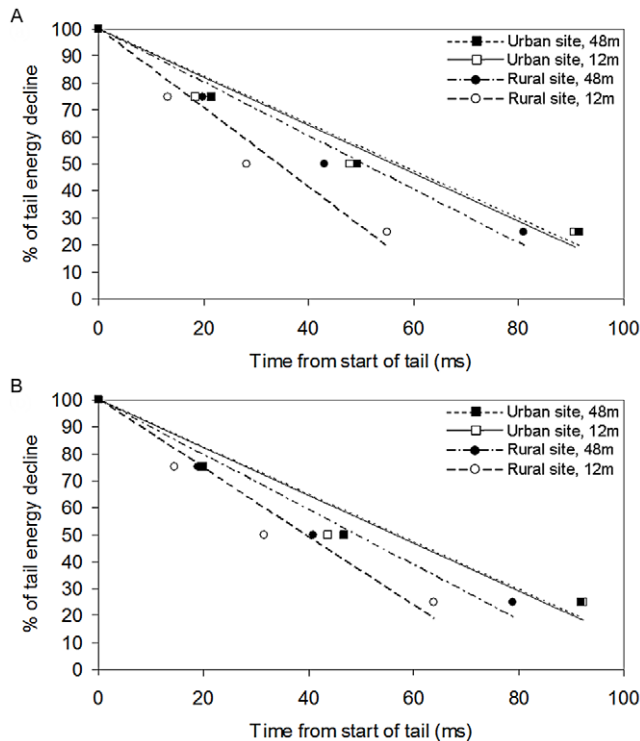 A
100
90
80
70
60
50
40
30
20
10
0
% of tail energy decline
Urban site, 48m
Urban site, 12m
Rural site, 48m
Rural site, 12m
0 20 40 60 80 100
Time from start of tail (ms)
B
100
90
80
70
60
50
40
30
20
10
0
% of tail energy decline
Urban site, 48m
Urban site, 12m
Rural site, 48m
Rural site, 12m
0 20 40 60 80 100
Time from start of tail (ms)